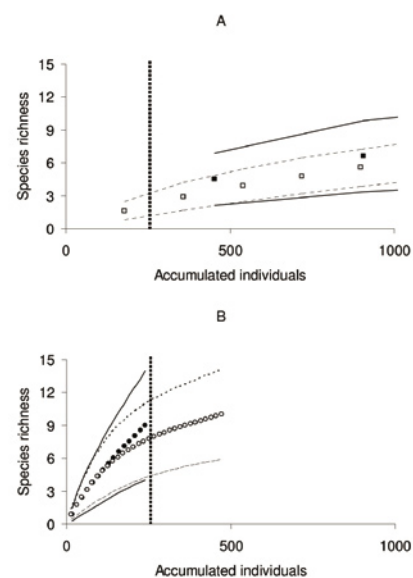 A
15
12
9
6
3
0
Species richness
0 500 1000
Accumulated individuals
B
15
12
9
6
3
0
Species richness
0 500 1000
Accumulated individuals